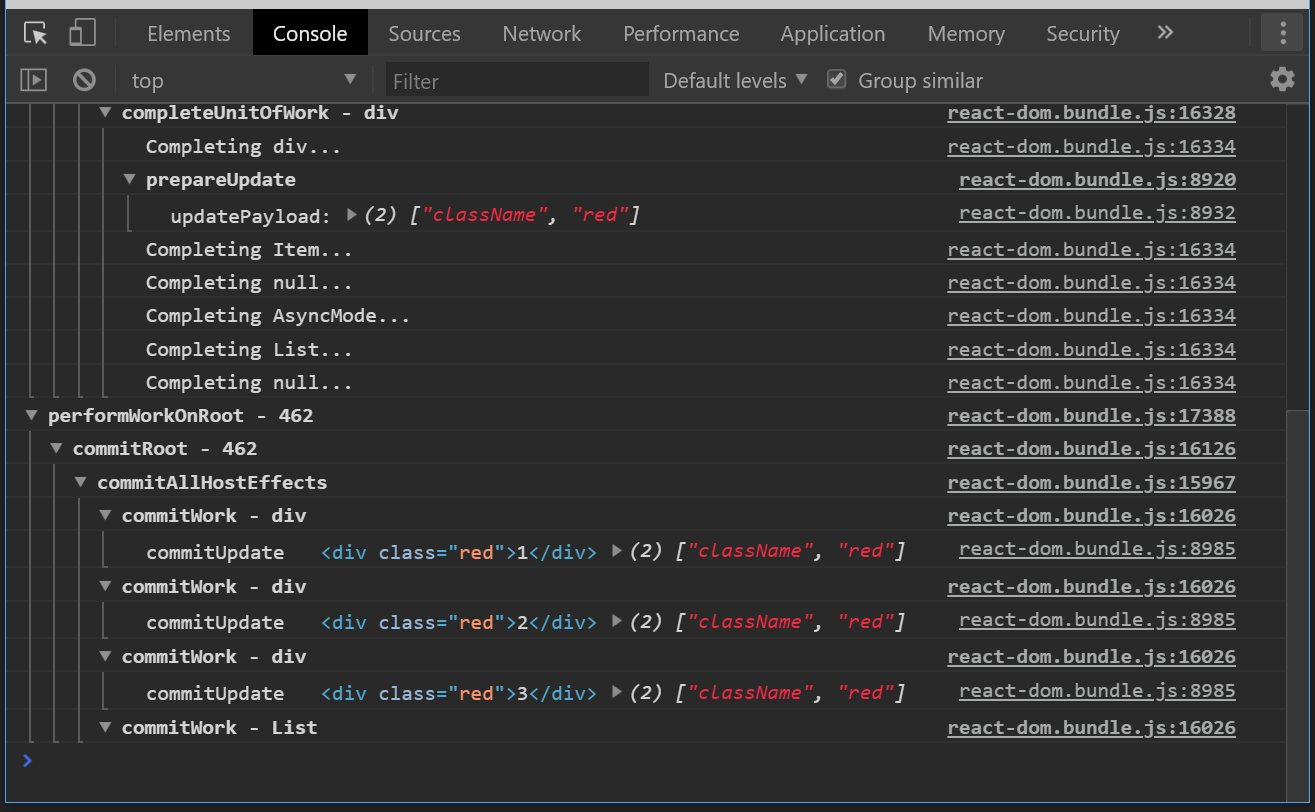 Elements Console Sources Network Performance Application Memory Security
top Filter Default levels Group similar
completeUnitOfWork - div react-dom.bundle.js:16328
Completing div... react-dom.bundle.js:16334
prepareUpdate react-dom.bundle.js:8920
updatePayload: (2) ["className", "red"] react-dom.bundle.js:8932
Completing Item... react-dom.bundle.js:16334
Completing null... react-dom.bundle.js:16334
Completing AsyncMode... react-dom.bundle.js:16334
Completing List... react-dom.bundle.js:16334
Completing null... react-dom.bundle.js:16334
performWorkOnRoot - 462 react-dom.bundle.js:17388
commitRoot - 462 react-dom.bundle.js:16126
commitAllHostEffects react-dom.bundle.js:15967
commitWork - div react-dom.bundle.js:16026
commitUpdate <div class="red">1</div> (2) ["className", "red"] react-dom.bundle.js:8985
commitWork - div react-dom.bundle.js:16026
commitUpdate <div class="red">2</div> (2) ["className", "red"] react-dom.bundle.js:8985
commitWork - div react-dom.bundle.js:16026
commitUpdate <div class="red">3</div> (2) ["className", "red"] react-dom.bundle.js:8985
commitWork - List react-dom.bundle.js:16026